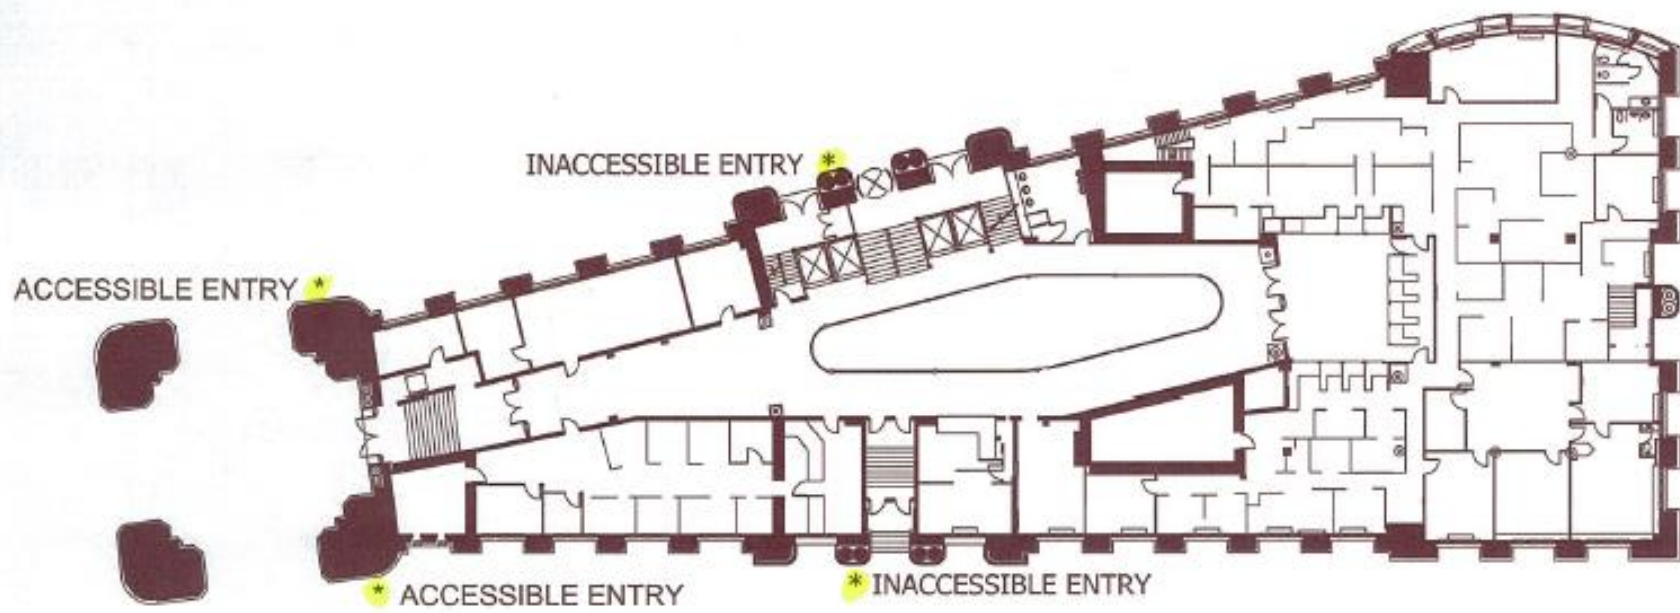 INACCESSIBLE ENTRY *
ACCESSIBLE ENTRY *
* ACCESSIBLE ENTRY
* INACCESSIBLE ENTRY